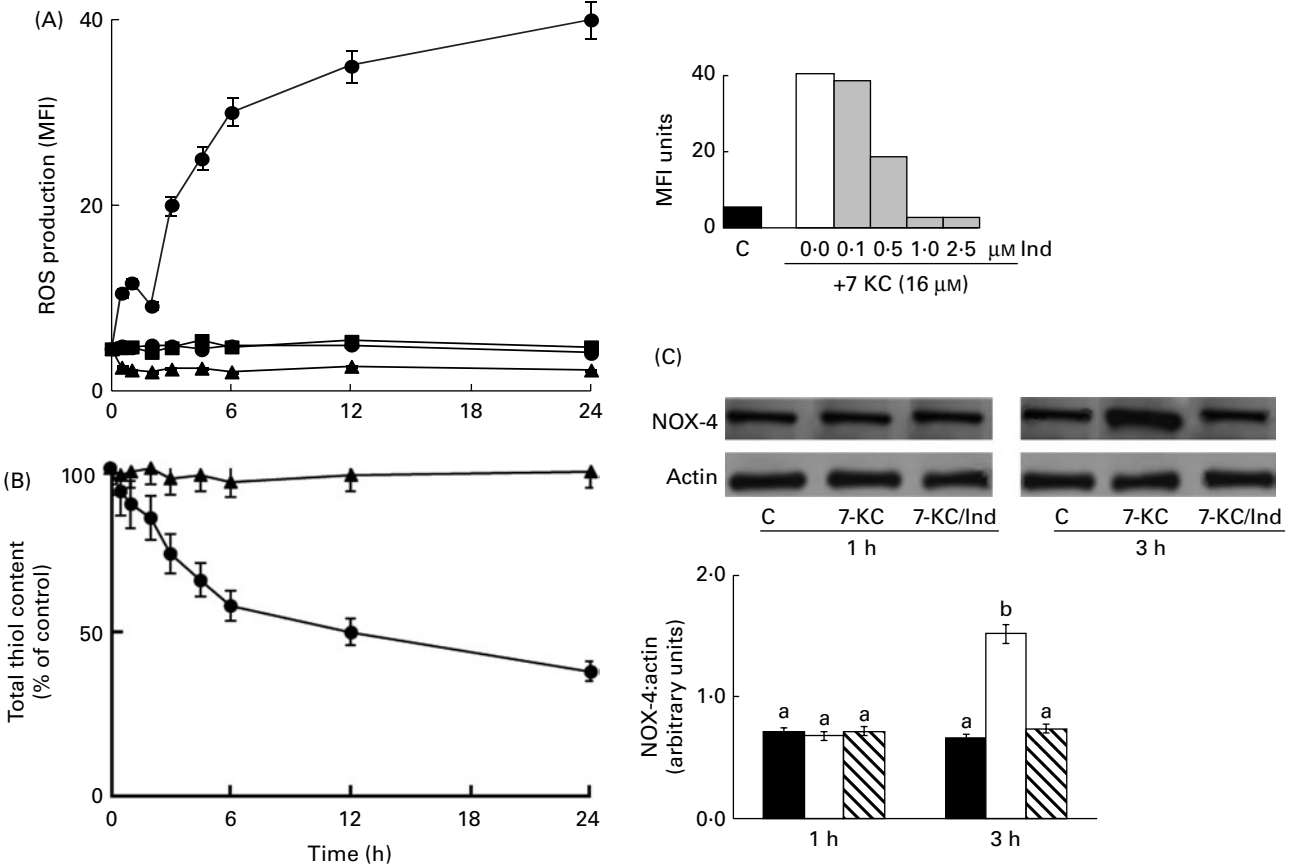 (A)
40
20
0
ROS production (MFI)
0 6 12 18 24
40
20
0
MFI units
C 0·0 0·1 0·5 1·0 2·5 μM Ind
+7 KC (16 μM)
(B)
100
50
0
Total thiol content
(% of control)
0 6 12 18 24
Time (h)
(C)
NOX-4
Actin
C 7-KC 7-KC/Ind C 7-KC 7-KC/Ind
1 h 3 h
2·0
1·0
0·0
NOX-4:actin
(arbitrary units)
a a a a b a
1 h 3 h